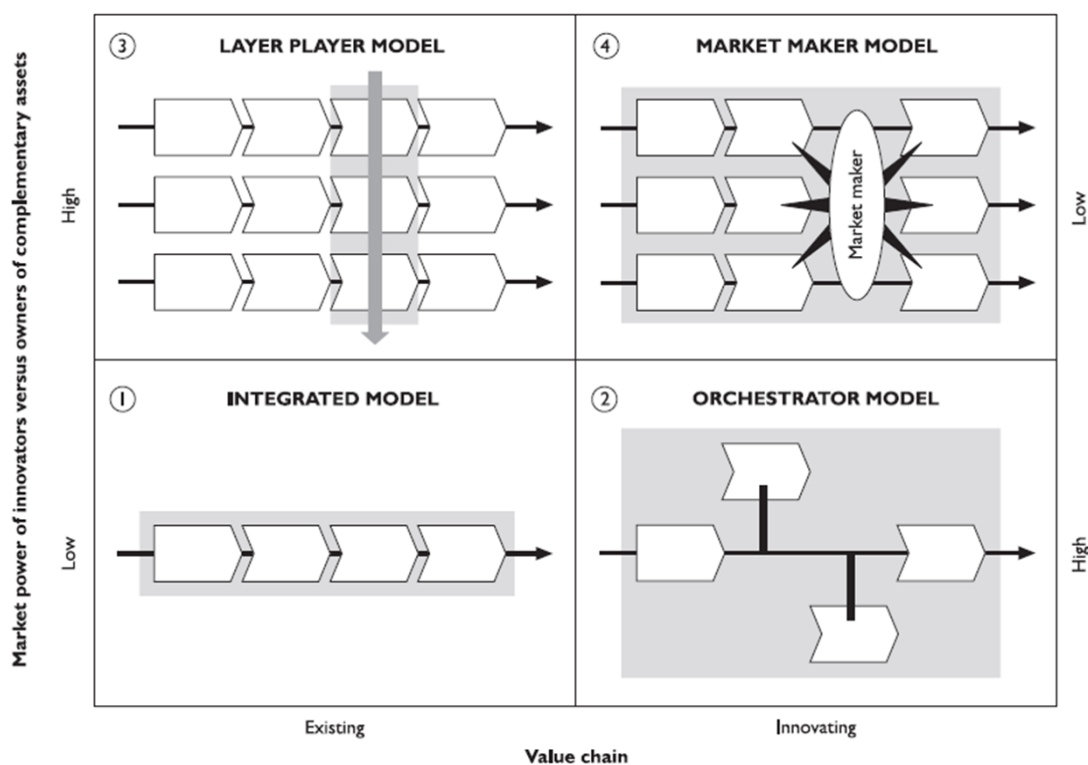 ③ LAYER PLAYER MODEL
④ MARKET MAKER MODEL
Market power of innovators versus owners of complementary assets
High
Market maker
Low
① INTEGRATED MODEL
② ORCHESTRATOR MODEL
Low
High
Existing
Innovating
Value chain